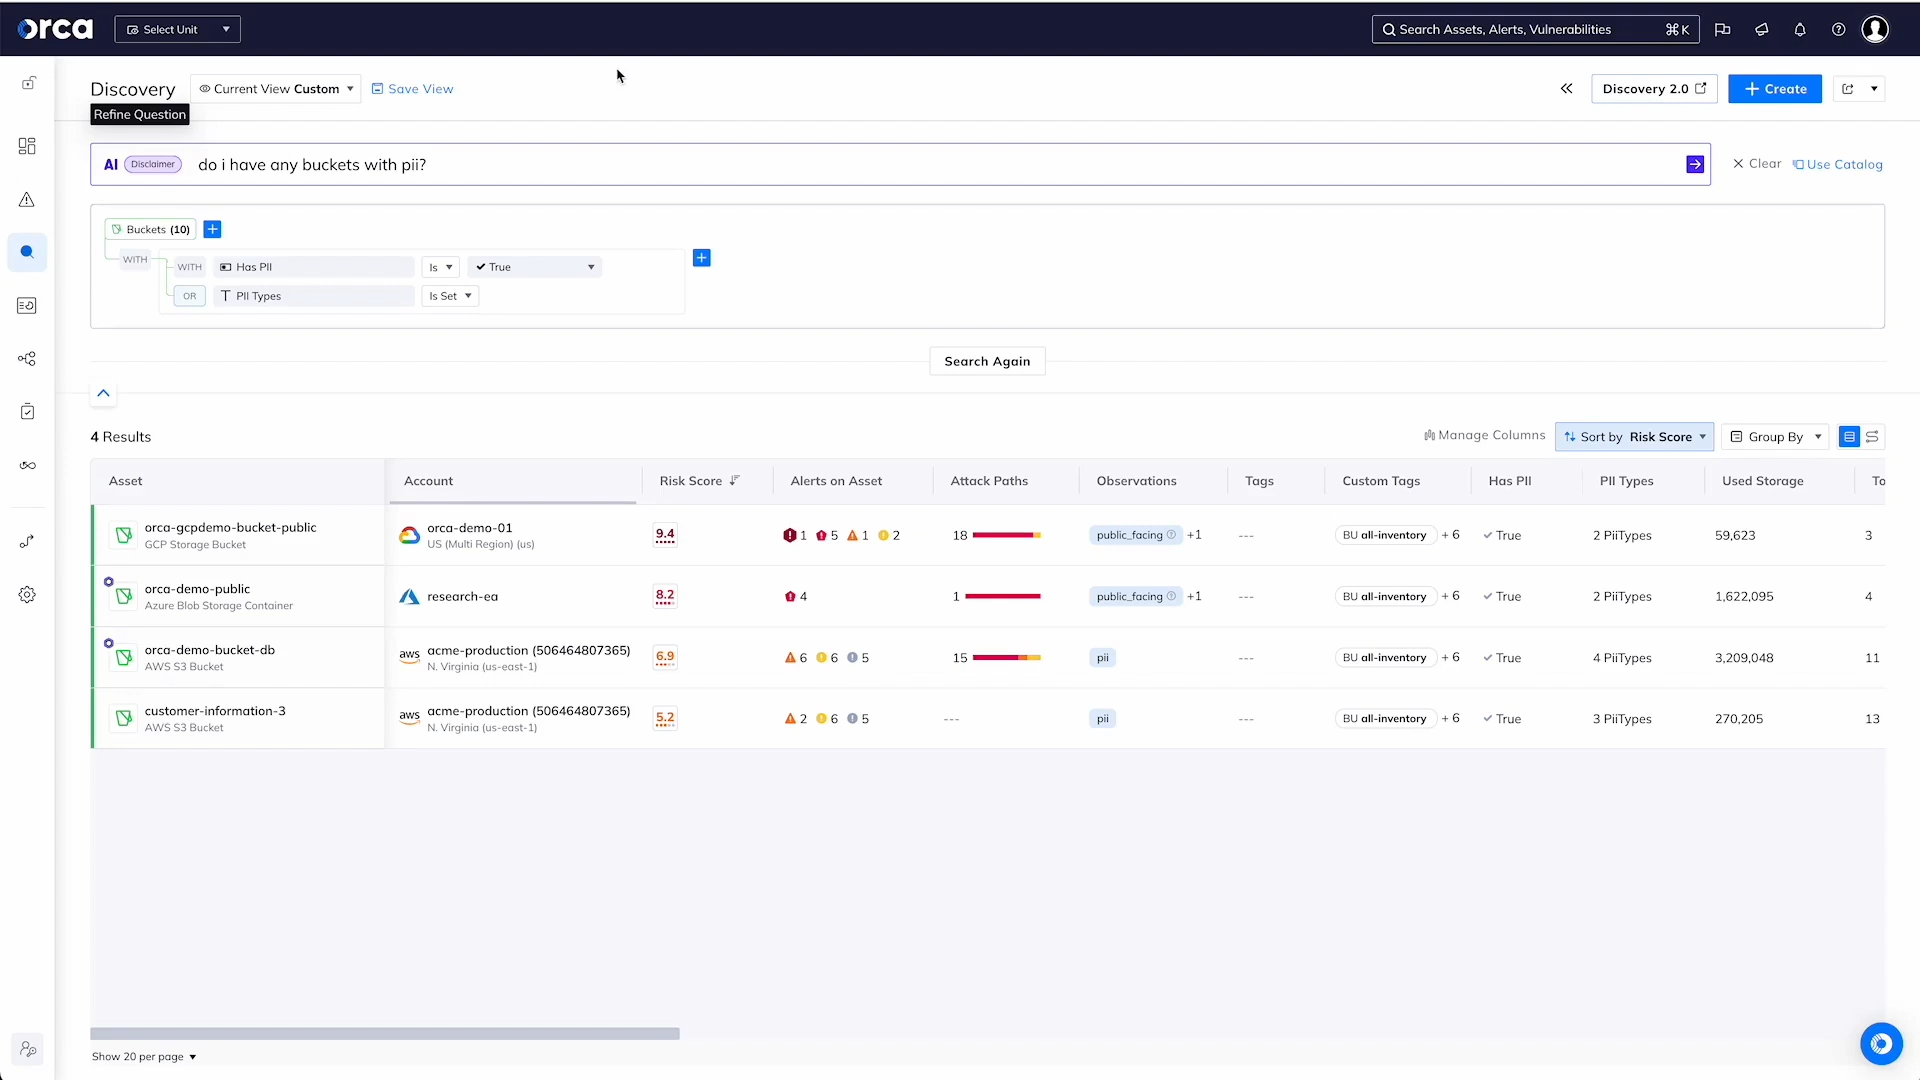 orca
Select Unit
Search Assets, Alerts, Vulnerabilities ⌘K
Discovery
Current View Custom
Save View
Discovery 2.0
+ Create
Refine Question
AI Disclaimer do i have any buckets with pii?
Clear
Use Catalog
Buckets (10)
WITH
WITH Has PII Is True
OR PII Types Is Set
Search Again
4 Results
Manage Columns
Sort by Risk Score
Group By
Asset Account Risk Score Alerts on Asset Attack Paths Observations Tags Custom Tags Has PII PII Types Used Storage To
orca-gcpdemo-bucket-public
GCP Storage Bucket
orca-demo-01
US (Multi Region) (us)
9.4 1 5 1 2 18 public_facing +1 --- BU all-inventory + 6 True 2 PiiTypes 59,623 3
orca-demo-public
Azure Blob Storage Container
research-ea 8.2 4 1 public_facing +1 --- BU all-inventory + 6 True 2 PiiTypes 1,622,095 4
orca-demo-bucket-db
AWS S3 Bucket
aws acme-production (506464807365)
N. Virginia (us-east-1)
6.9 6 6 5 15 pii --- BU all-inventory + 6 True 4 PiiTypes 3,209,048 11
customer-information-3
AWS S3 Bucket
aws acme-production (506464807365)
N. Virginia (us-east-1)
5.2 2 6 5 --- pii --- BU all-inventory + 6 True 3 PiiTypes 270,205 13
Show 20 per page